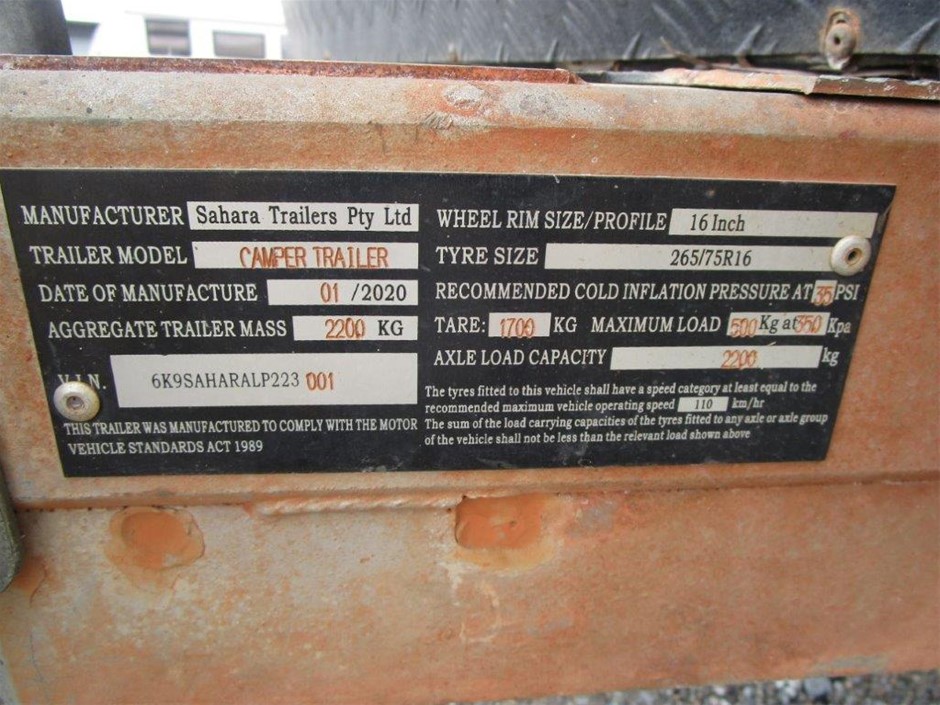 MANUFACTURER Sahara Trailers Pty Ltd
TRAILER MODEL CAMPER TRAILER
DATE OF MANUFACTURE 01 /2020
AGGREGATE TRAILER MASS 2200 KG
V.I.N. 6K9SAHARALP223 001
THIS TRAILER WAS MANUFACTURED TO COMPLY WITH THE MOTOR
VEHICLE STANDARDS ACT 1989
WHEEL RIM SIZE/PROFILE 16 Inch
TYRE SIZE 265/75R16
RECOMMENDED COLD INFLATION PRESSURE AT 35 PSI
TARE: 1700 KG MAXIMUM LOAD 500 Kg at 350 Kpa
AXLE LOAD CAPACITY 2200 kg
The tyres fitted to this vehicle shall have a speed category at least equal to the
recommended maximum vehicle operating speed 110 km/hr
The sum of the load carrying capacities of the tyres fitted to any axle or axle group
of the vehicle shall not be less than the relevant load shown above